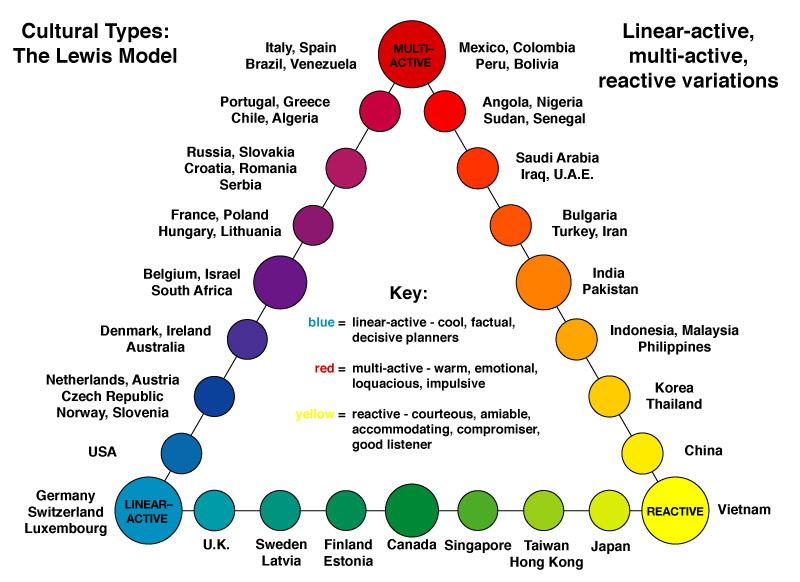 Cultural Types:
The Lewis Model
Linear-active,
multi-active,
reactive variations
MULTI-
ACTIVE
Italy, Spain
Brazil, Venezuela
Mexico, Colombia
Peru, Bolivia
Portugal, Greece
Chile, Algeria
Angola, Nigeria
Sudan, Senegal
Russia, Slovakia
Croatia, Romania
Serbia
Saudi Arabia
Iraq, U.A.E.
France, Poland
Hungary, Lithuania
Bulgaria
Turkey, Iran
Belgium, Israel
South Africa
India
Pakistan
Key:
blue = linear-active - cool, factual,
decisive planners
red = multi-active - warm, emotional,
loquacious, impulsive
yellow = reactive - courteous, amiable,
accommodating, compromiser,
good listener
Denmark, Ireland
Australia
Indonesia, Malaysia
Philippines
Netherlands, Austria
Czech Republic
Norway, Slovenia
Korea
Thailand
USA
China
Germany
Switzerland
Luxembourg
LINEAR-
ACTIVE
REACTIVE
Vietnam
U.K.
Sweden
Latvia
Finland
Estonia
Canada
Singapore
Taiwan
Hong Kong
Japan